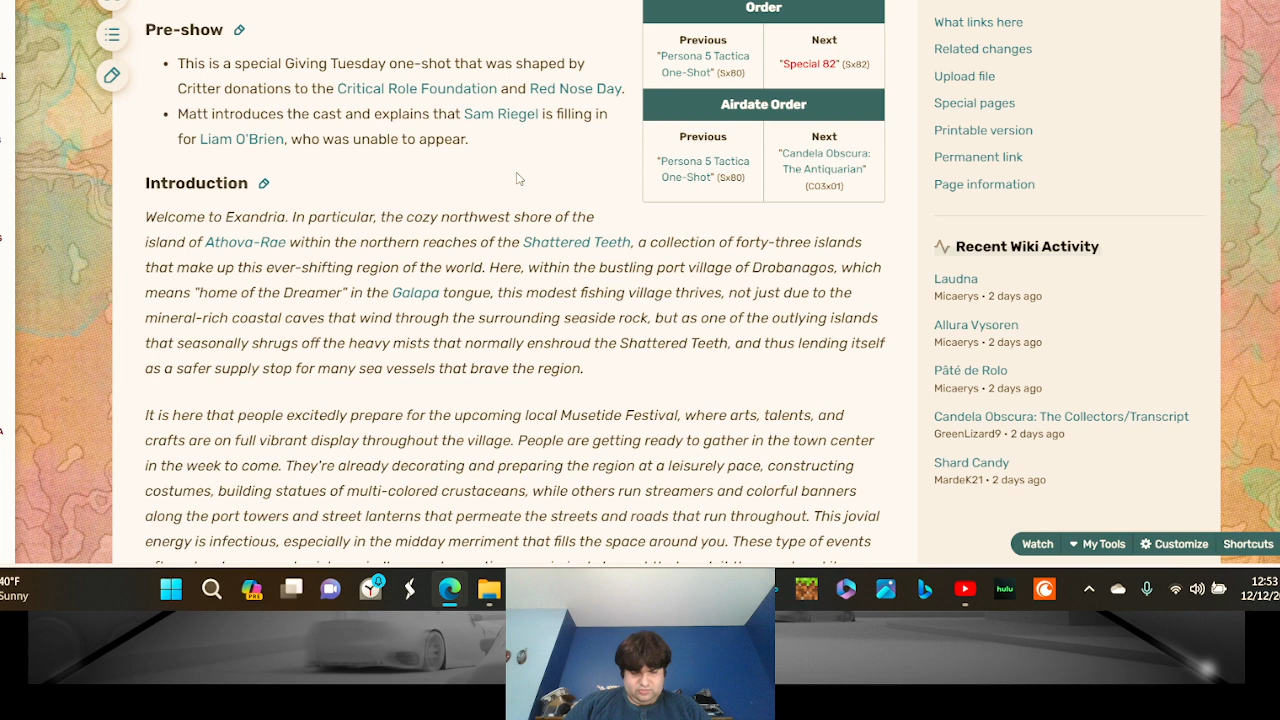 Pre-show
This is a special Giving Tuesday one-shot that was shaped by
Critter donations to the Critical Role Foundation and Red Nose Day.
Matt introduces the cast and explains that Sam Riegel is filling in
for Liam O'Brien, who was unable to appear.
Introduction
Welcome to Exandria. In particular, the cozy northwest shore of the
island of Athova-Rae within the northern reaches of the Shattered Teeth, a collection of forty-three islands
that make up this ever-shifting region of the world. Here, within the bustling port village of Drobanagos, which
means "home of the Dreamer" in the Galapa tongue, this modest fishing village thrives, not just due to the
mineral-rich coastal caves that wind through the surrounding seaside rock, but as one of the outlying islands
that seasonally shrugs off the heavy mists that normally enshroud the Shattered Teeth, and thus lending itself
as a safer supply stop for many sea vessels that brave the region.
It is here that people excitedly prepare for the upcoming local Musetide Festival, where arts, talents, and
crafts are on full vibrant display throughout the village. People are getting ready to gather in the town center
in the week to come. They're already decorating and preparing the region at a leisurely pace, constructing
costumes, building statues of multi-colored crustaceans, while others run streamers and colorful banners
along the port towers and street lanterns that permeate the streets and roads that run throughout. This jovial
energy is infectious, especially in the midday merriment that fills the space around you. These type of events
Order
Previous
"Persona 5 Tactica
One-Shot" (Sx80)
Next
"Special 82" (Sx82)
Airdate Order
Previous
"Persona 5 Tactica
One-Shot" (Sx80)
Next
"Candela Obscura:
The Antiquarian"
(CO3x01)
What links here
Related changes
Upload file
Special pages
Printable version
Permanent link
Page information
Recent Wiki Activity
Laudna
Micaerys • 2 days ago
Allura Vysoren
Micaerys • 2 days ago
Pâté de Rolo
Micaerys • 2 days ago
Candela Obscura: The Collectors/Transcript
GreenLizard9 • 2 days ago
Shard Candy
MardeK21 • 2 days ago
Watch
My Tools
Customize
Shortcuts
40°F
Sunny
PRE
hulu
12:53
12/12/20